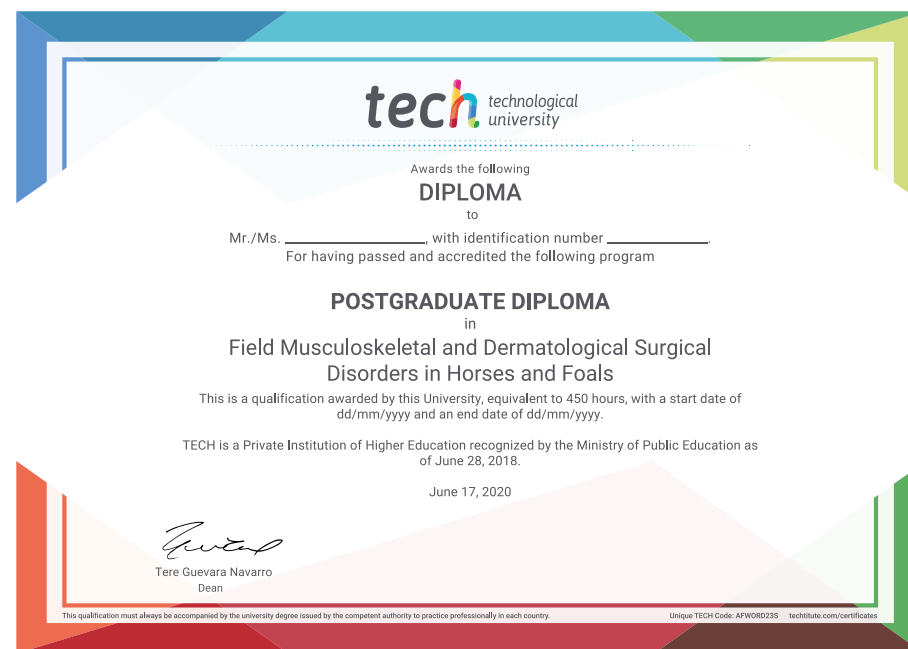 tech technological
university
Awards the following
DIPLOMA
to
Mr./Ms. ____________________, with identification number ______________.
For having passed and accredited the following program
POSTGRADUATE DIPLOMA
in
Field Musculoskeletal and Dermatological Surgical
Disorders in Horses and Foals
This is a qualification awarded by this University, equivalent to 450 hours, with a start date of
dd/mm/yyyy and an end date of dd/mm/yyyy.
TECH is a Private Institution of Higher Education recognized by the Ministry of Public Education as
of June 28, 2018.
June 17, 2020
Tere Guevara Navarro
Dean
This qualification must always be accompanied by the university degree issued by the competent authority to practice professionally in each country. Unique TECH Code: AFWORD23S techtitute.com/certificates